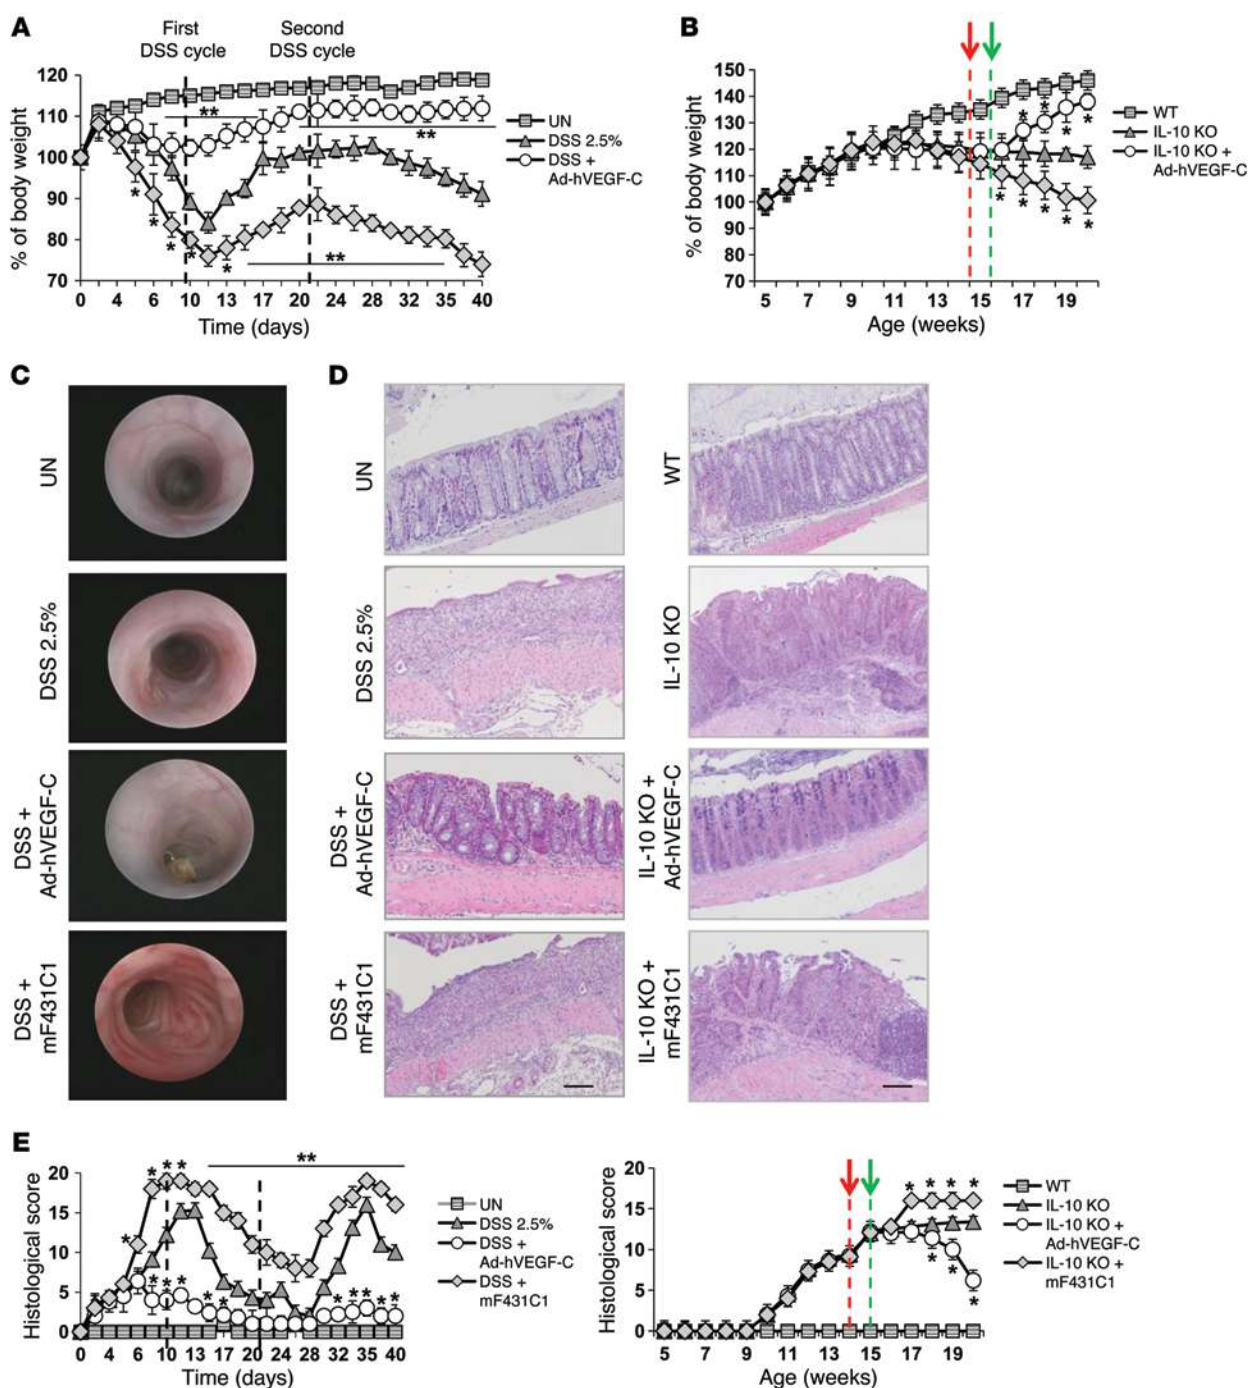 A
First
DSS cycle
Second
DSS cycle
120
110
100
90
80
70
% of body weight
**
**
*
*
*
*
*
**
0
4
6
10
13
17
20
24
28
32
35
40
Time (days)
UN
DSS 2.5%
DSS +
Ad-hVEGF-C
B
150
140
130
120
110
100
90
80
70
% of body weight
*
*
*
*
*
*
*
*
*
5
7
9
11
13
15
17
19
Age (weeks)
WT
IL-10 KO
IL-10 KO +
Ad-hVEGF-C
C
UN
DSS 2.5%
DSS +
Ad-hVEGF-C
DSS +
mF431C1
D
UN
DSS 2.5%
DSS +
Ad-hVEGF-C
DSS +
mF431C1
WT
IL-10 KO
IL-10 KO +
Ad-hVEGF-C
IL-10 KO +
mF431C1
E
20
15
10
5
0
Histological score
*
*
*
*
**
*
*
*
*
*
*
*
*
*
*
0
4
6
10
13
17
20
24
28
32
35
40
Time (days)
UN
DSS 2.5%
DSS +
Ad-hVEGF-C
DSS +
mF431C1
20
15
10
5
0
Histological score
*
*
*
*
*
*
*
5
7
9
11
13
15
17
19
Age (weeks)
WT
IL-10 KO
IL-10 KO +
Ad-hVEGF-C
IL-10 KO +
mF431C1